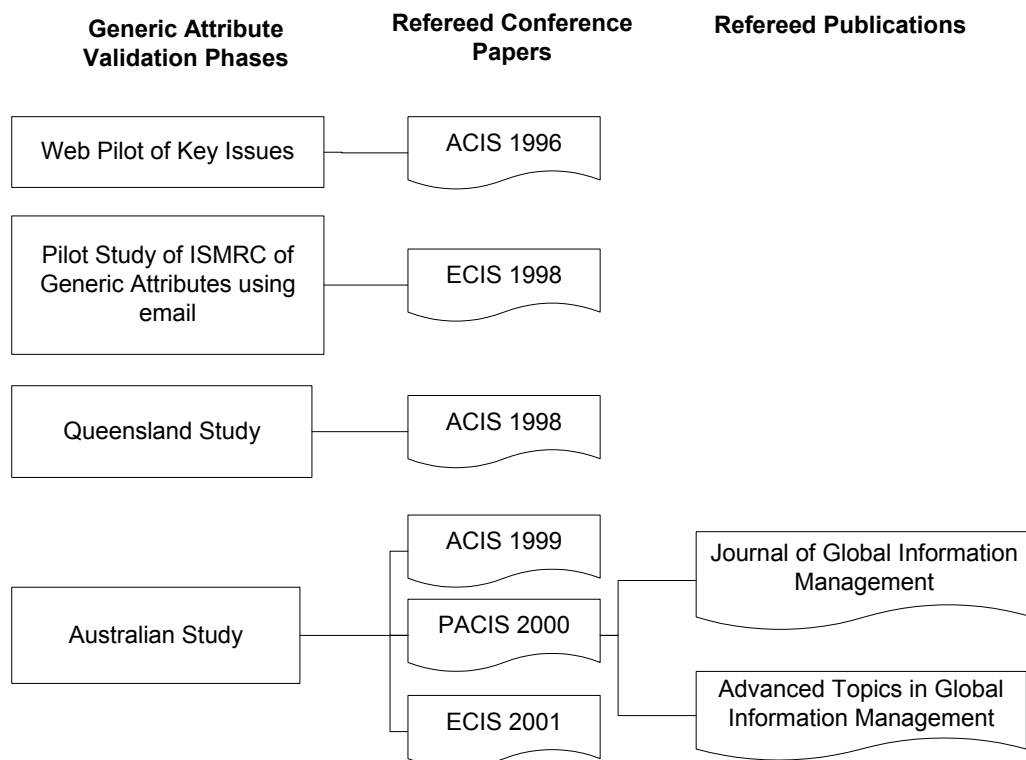 Generic Attribute
Validation Phases
Refereed Conference
Papers
Refereed Publications
Web Pilot of Key Issues
ACIS 1996
Pilot Study of ISMRC of
Generic Attributes using
email
ECIS 1998
Queensland Study
ACIS 1998
Australian Study
ACIS 1999
PACIS 2000
ECIS 2001
Journal of Global Information
Management
Advanced Topics in Global
Information Management